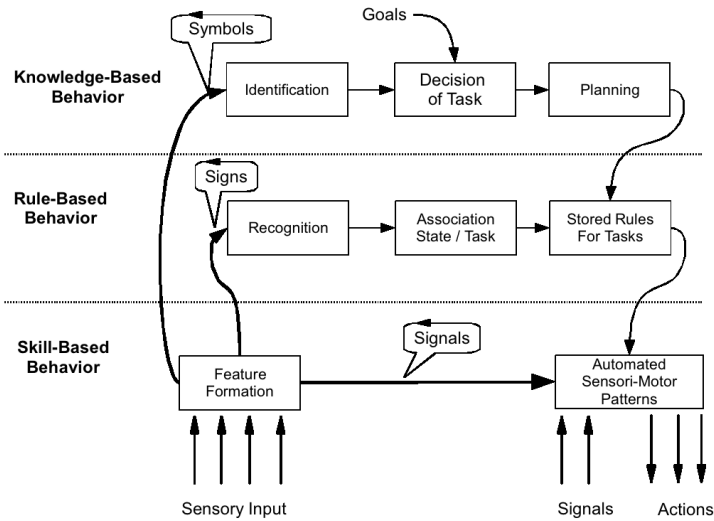 Goals
Symbols
Knowledge-Based
Behavior
Identification
Decision
of Task
Planning
Signs
Rule-Based
Behavior
Recognition
Association
State / Task
Stored Rules
For Tasks
Skill-Based
Behavior
Signals
Feature
Formation
Automated
Sensori-Motor
Patterns
Sensory Input
Signals
Actions